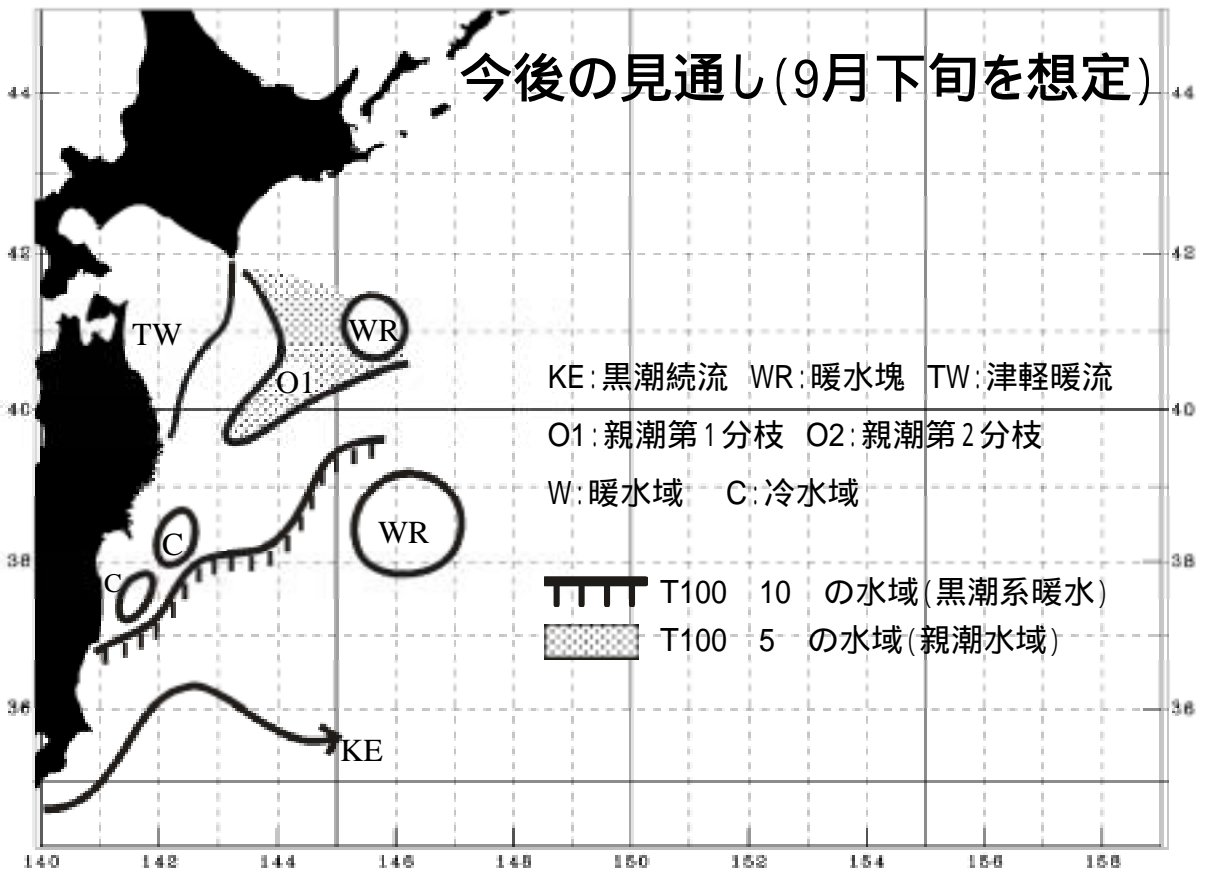 今後の見通し(9月下旬を想定)
44 44
42 42
TW WR
O1
KE:黒潮続流 WR:暖水塊 TW:津軽暖流
40 40
O1:親潮第1分枝 O2:親潮第2分枝
W:暖水域 C:冷水域
WR
C
38 38
C
T100 10 の水域(黒潮系暖水)
T100 5 の水域(親潮水域)
36 36
KE
140 142 144 146 148 150 152 154 156 158